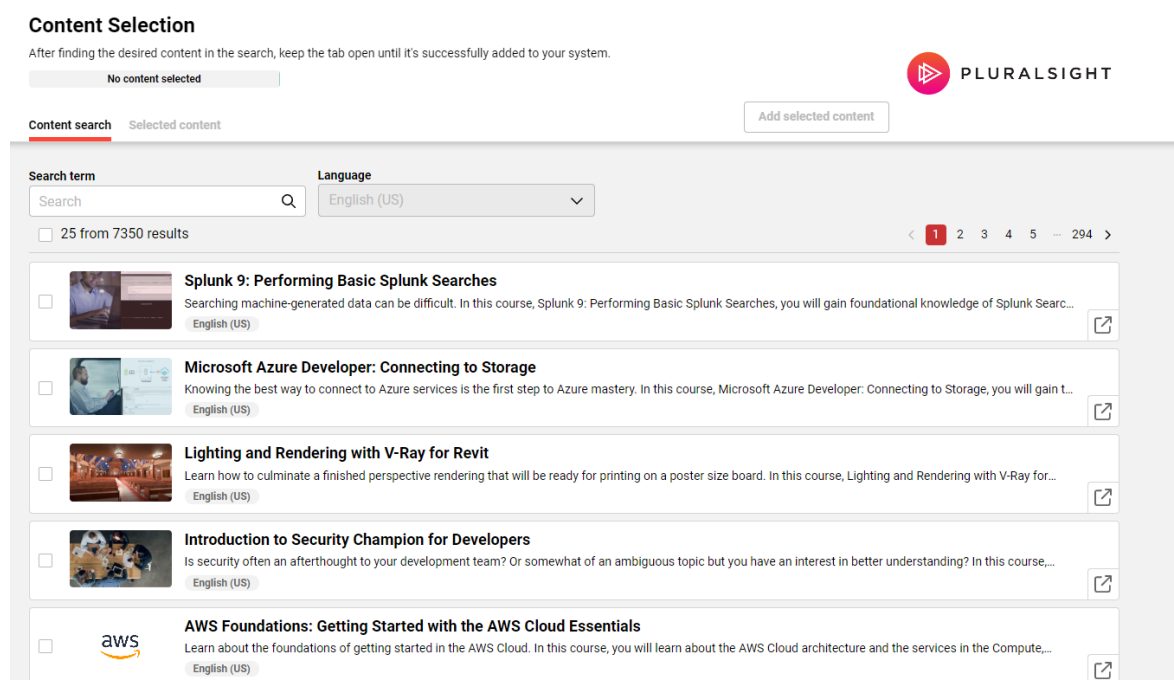 Content Selection
After finding the desired content in the search, keep the tab open until it's successfully added to your system.
No content selected
PLURALSIGHT
Add selected content
Content search Selected content
Search term
Language
Search
English (US)
25 from 7350 results
1 2 3 4 5 ··· 294
Splunk 9: Performing Basic Splunk Searches
Searching machine-generated data can be difficult. In this course, Splunk 9: Performing Basic Splunk Searches, you will gain foundational knowledge of Splunk Searc...
English (US)
Microsoft Azure Developer: Connecting to Storage
Knowing the best way to connect to Azure services is the first step to Azure mastery. In this course, Microsoft Azure Developer: Connecting to Storage, you will gain t...
English (US)
Lighting and Rendering with V-Ray for Revit
Learn how to culminate a finished perspective rendering that will be ready for printing on a poster size board. In this course, Lighting and Rendering with V-Ray for...
English (US)
Introduction to Security Champion for Developers
Is security often an afterthought to your development team? Or somewhat of an ambiguous topic but you have an interest in better understanding? In this course,...
English (US)
aws
AWS Foundations: Getting Started with the AWS Cloud Essentials
Learn about the foundations of getting started in the AWS Cloud. In this course, you will learn about the AWS Cloud architecture and the services in the Compute,...
English (US)